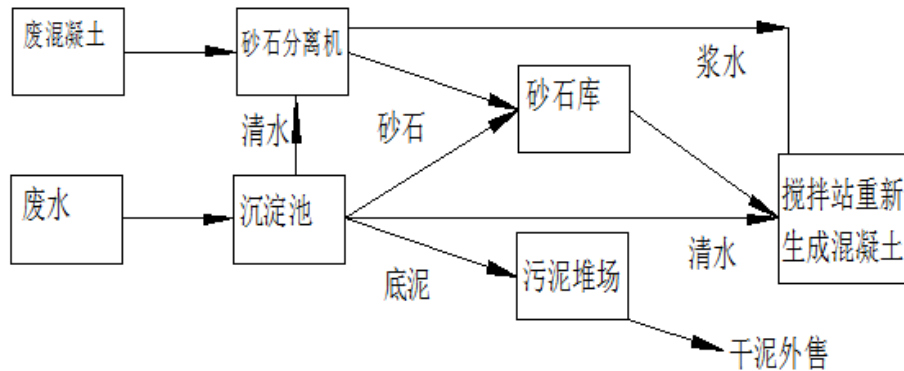 废混凝土
砂石分离机
浆水
砂石库
清水
砂石
废水
沉淀池
搅拌站重新
生成混凝土
清水
底泥
污泥堆场
干泥外售